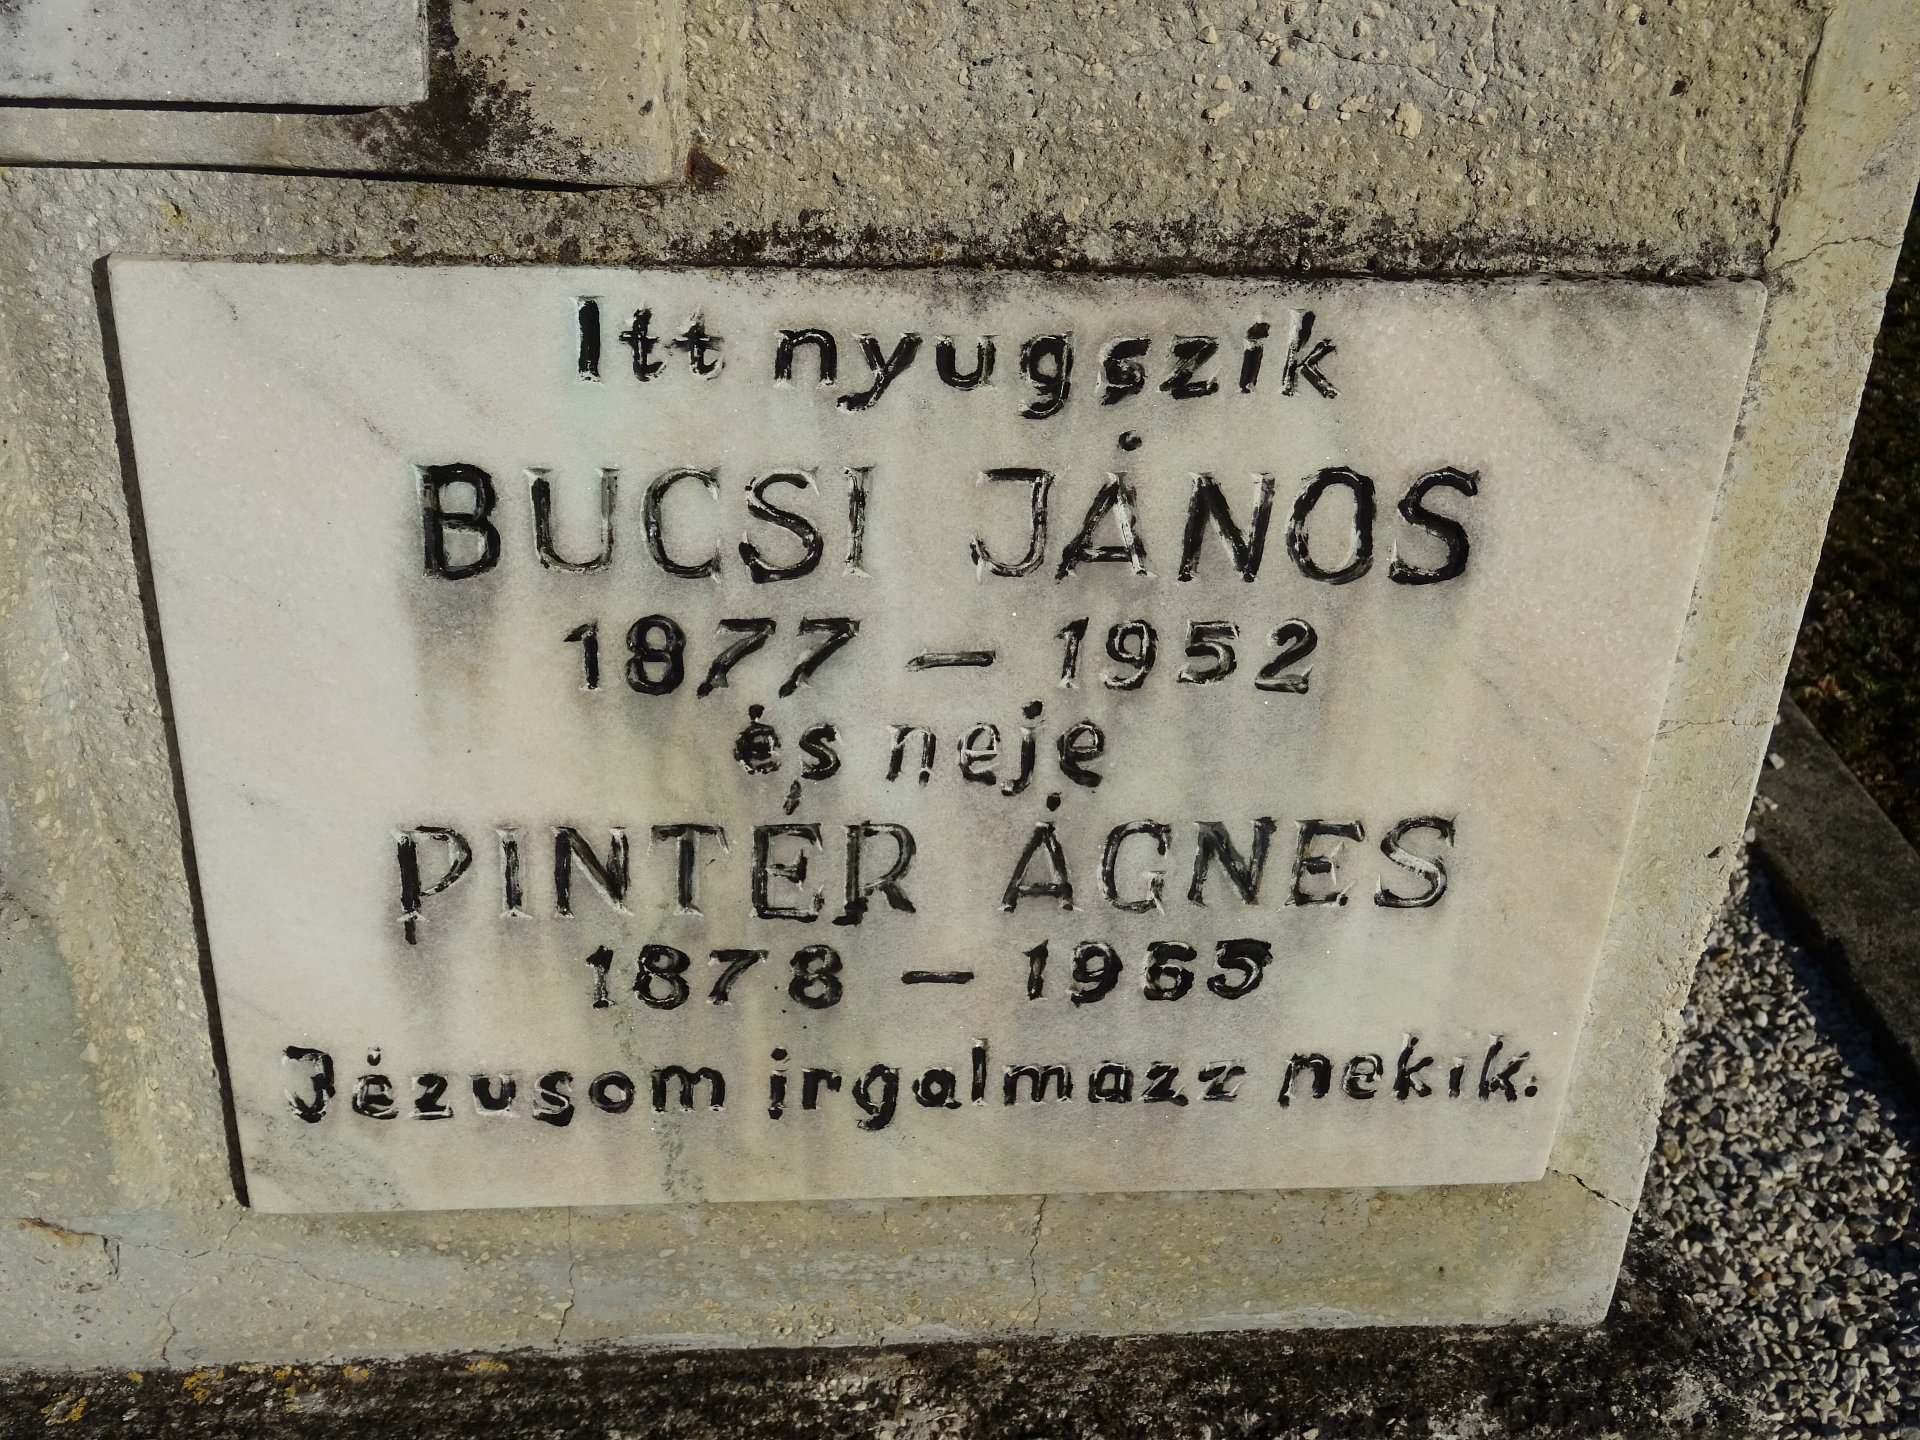 Itt nyugszik
BUCSI JÁNOS
1877 – 1952
és neje
PINTÉR ÁGNES
1878 – 1965
Jézusom irgalmazz nekik.